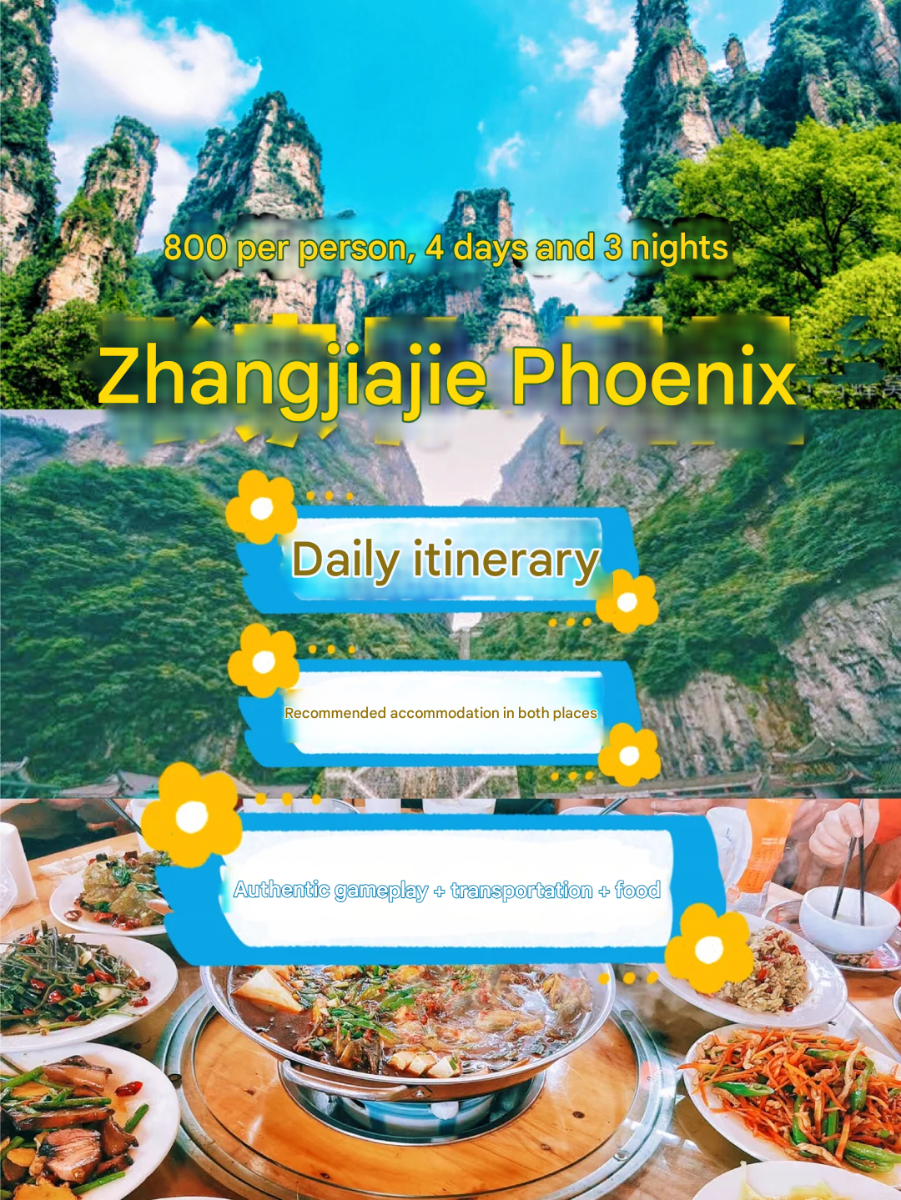 800 per person, 4 days and 3 nights
Zhangjiajie Phoenix
Daily itinerary
Recommended accommodation in both places
Authentic gameplay + transportation + food